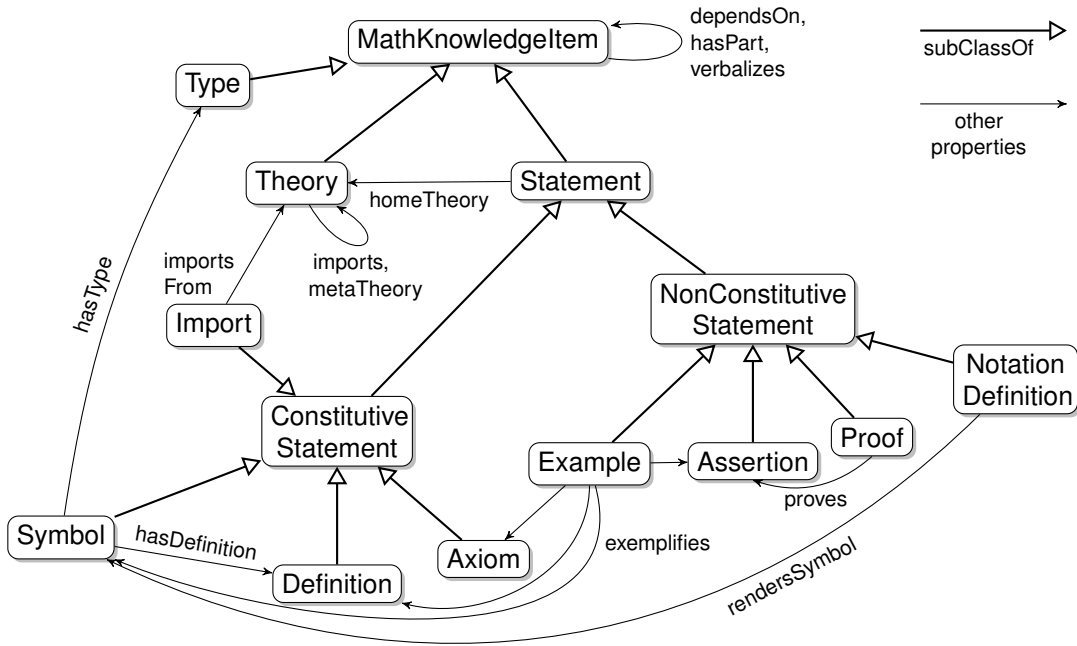 MathKnowledgeItem
dependsOn,
hasPart,
verbalizes
subClassOf
Type
other
properties
Theory
homeTheory
Statement
imports
From
imports,
metaTheory
hasType
Import
NonConstitutive
Statement
Notation
Definition
Constitutive
Statement
Proof
Example
Assertion
proves
Symbol
hasDefinition
Axiom
exemplifies
Definition
rendersSymbol